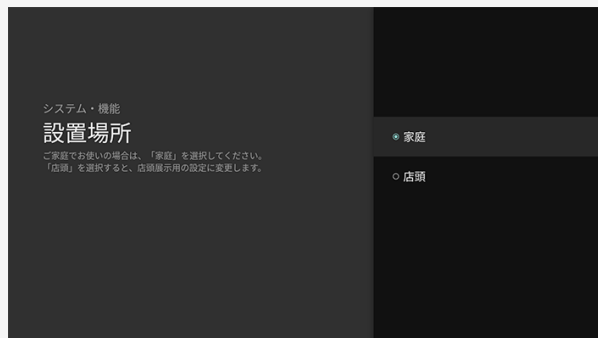 システム・機能
設置場所
ご家庭でお使いの場合は、「家庭」を選択してください。
「店頭」を選択すると、店頭展示用の設定に変更します。
家庭
店頭